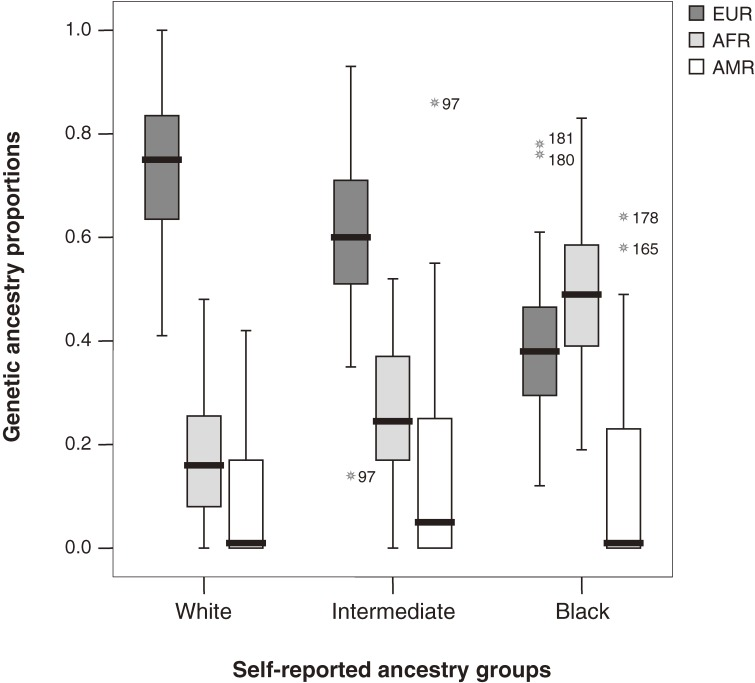 EUR
AFR
AMR
Genetic ancestry proportions
1.0
0.8
0.6
0.4
0.2
0.0
97
97
181
180
178
165
White Intermediate Black
Self-reported ancestry groups